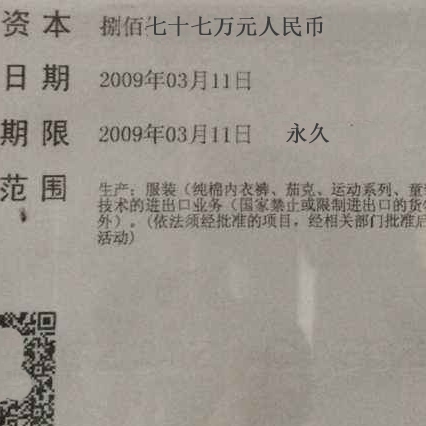 资本 捌佰七十七万元人民币
日期 2009年03月11日
期限 2009年03月11日 永久
范围 生产：服装（纯棉内衣裤、茄克、运动系列、童
技术的进出口业务（国家禁止或限制进出口的货
外）。(依法须经批准的项目，经相关部门批准后
活动)